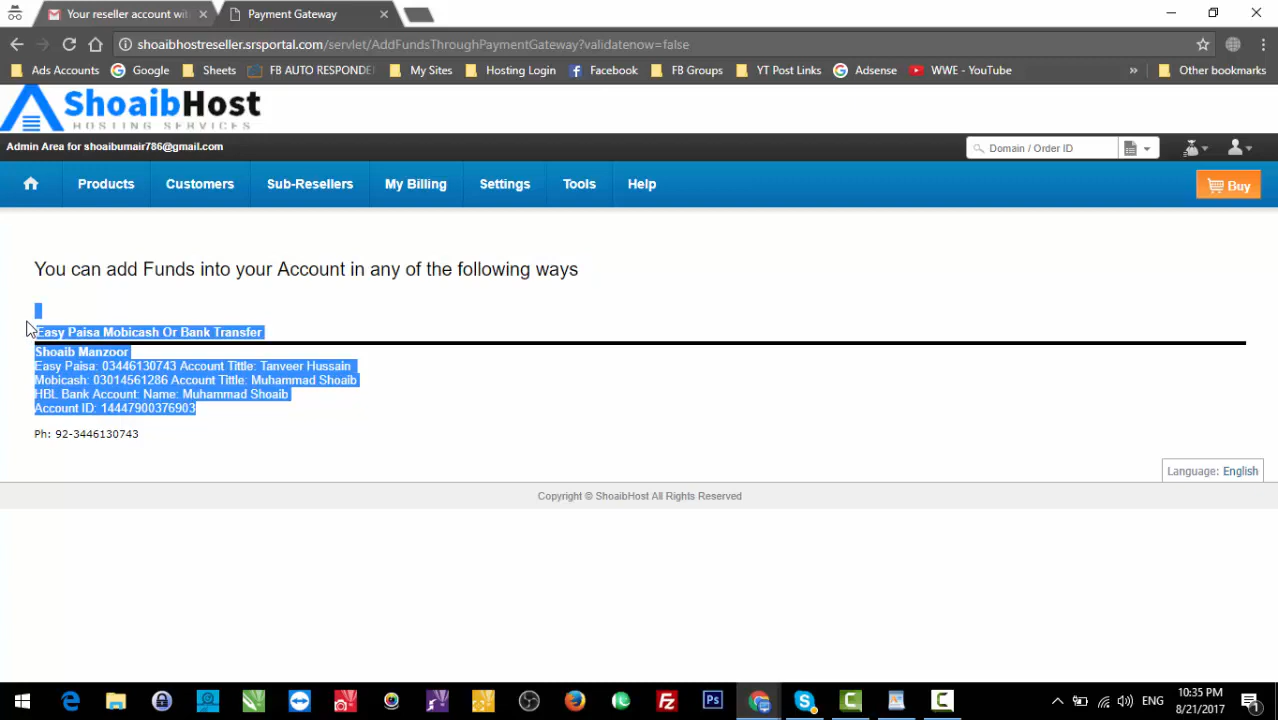 Your reseller account wit
Payment Gateway
shoaibhostreseller.srsportal.com/servlet/AddFundsThroughPaymentGateway?validatenow=false
Ads Accounts
Google
Sheets
FB AUTO RESPONDE
My Sites
Hosting Login
Facebook
FB Groups
YT Post Links
Adsense
WWE - YouTube
»
Other bookmarks
ShoaibHost
HOSTING SERVICES
Admin Area for shoaibumair786@gmail.com
Domain / Order ID
Products
Customers
Sub-Resellers
My Billing
Settings
Tools
Help
Buy
You can add Funds into your Account in any of the following ways
Easy Paisa Mobicash Or Bank Transfer
Shoaib Manzoor
Easy Paisa: 03446130743 Account Tittle: Tanveer Hussain
Mobicash: 03014561286 Account Tittle: Muhammad Shoaib
HBL Bank Account: Name: Muhammad Shoaib
Account ID: 14447900376903
Ph: 92-3446130743
Language: English
Copyright © ShoaibHost All Rights Reserved
Ps
Fz
ENG
10:35 PM
8/21/2017
1